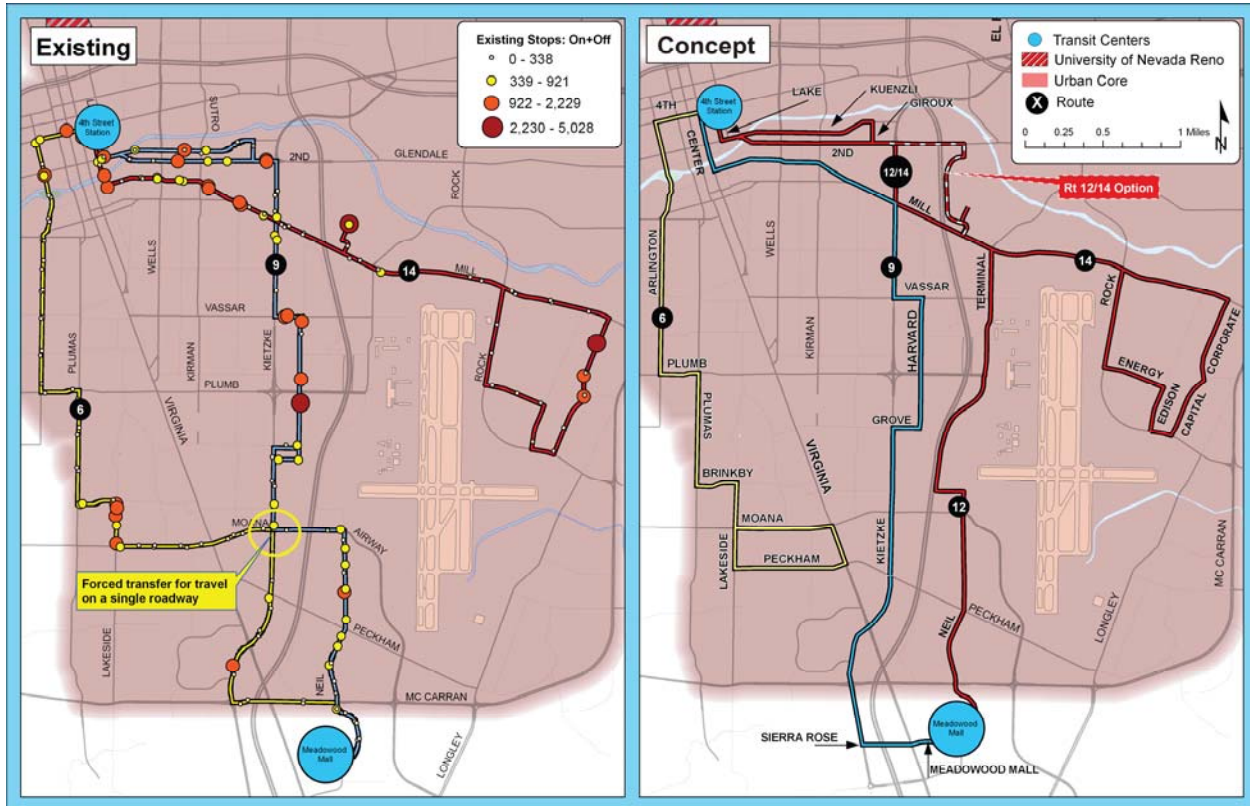 Existing
Existing Stops: On+Off
0 - 338
339 - 921
922 - 2,229
2,230 - 5,028
4th Street
Station
SUTRO
2ND
GLENDALE
ROCK
WELLS
9
14
MILL
VASSAR
PLUMAS
KIRMAN
KIETZKE
ROCK
PLUMB
6
VIRGINIA
MOANA
AIRWAY
Forced transfer for travel
on a single roadway
PECKHAM
LAKESIDE
NEIL
MC CARRAN
Meadowood
Mall
LONGLEY
Concept
EL R
Transit Centers
University of Nevada Reno
Urban Core
X
Route
0
0.25
0.5
1 Miles
N
4TH
4th Street
Station
LAKE
KUENZLI
GIROUX
CENTER
2ND
12/14
Rt 12/14 Option
WELLS
MILL
ARLINGTON
9
14
TERMINAL
VASSAR
ROCK
6
KIRMAN
HARVARD
CORPORATE
PLUMB
ENERGY
PLUMAS
EDISON
CAPITAL
GROVE
VIRGINIA
BRINKBY
12
MOANA
PECKHAM
LAKESIDE
KIETZKE
MC CARRAN
PECKHAM
NEIL
LONGLEY
Meadowood
Mall
SIERRA ROSE
MEADOWOOD MALL